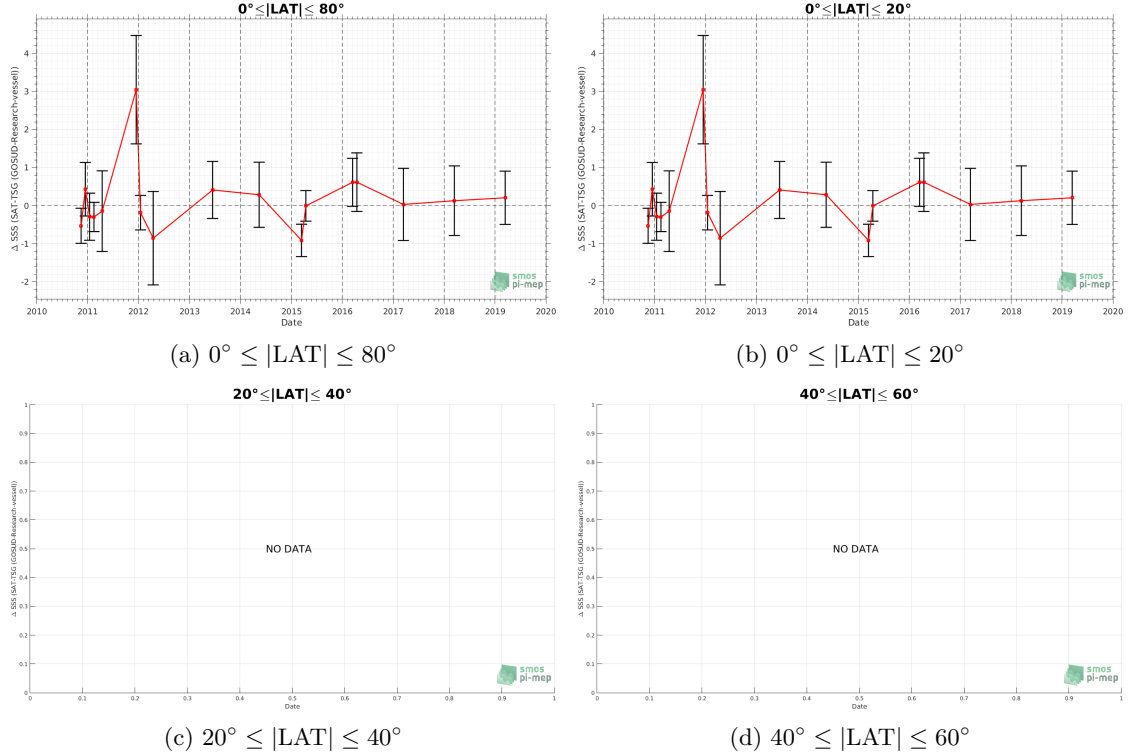 0°≤|LAT|≤ 80°
Δ SSS (SAT-TSG (GOSUD-Research-vessel))
4
3
2
1
0
-1
-2
2010 2011 2012 2013 2014 2015 2016 2017 2018 2019 2020
Date
smos
pi-mep
(a) 0° ≤ |LAT| ≤ 80°
0°≤|LAT|≤ 20°
Δ SSS (SAT-TSG (GOSUD-Research-vessel))
4
3
2
1
0
-1
-2
2010 2011 2012 2013 2014 2015 2016 2017 2018 2019 2020
Date
smos
pi-mep
(b) 0° ≤ |LAT| ≤ 20°
20°≤|LAT|≤ 40°
Δ SSS (SAT-TSG (GOSUD-Research-vessel))
1
0.9
0.8
0.7
0.6
0.5
0.4
0.3
0.2
0.1
0
NO DATA
0 0.1 0.2 0.3 0.4 0.5 0.6 0.7 0.8 0.9 1
Date
smos
pi-mep
(c) 20° ≤ |LAT| ≤ 40°
40°≤|LAT|≤ 60°
Δ SSS (SAT-TSG (GOSUD-Research-vessel))
1
0.9
0.8
0.7
0.6
0.5
0.4
0.3
0.2
0.1
0
NO DATA
0 0.1 0.2 0.3 0.4 0.5 0.6 0.7 0.8 0.9 1
Date
smos
pi-mep
(d) 40° ≤ |LAT| ≤ 60°